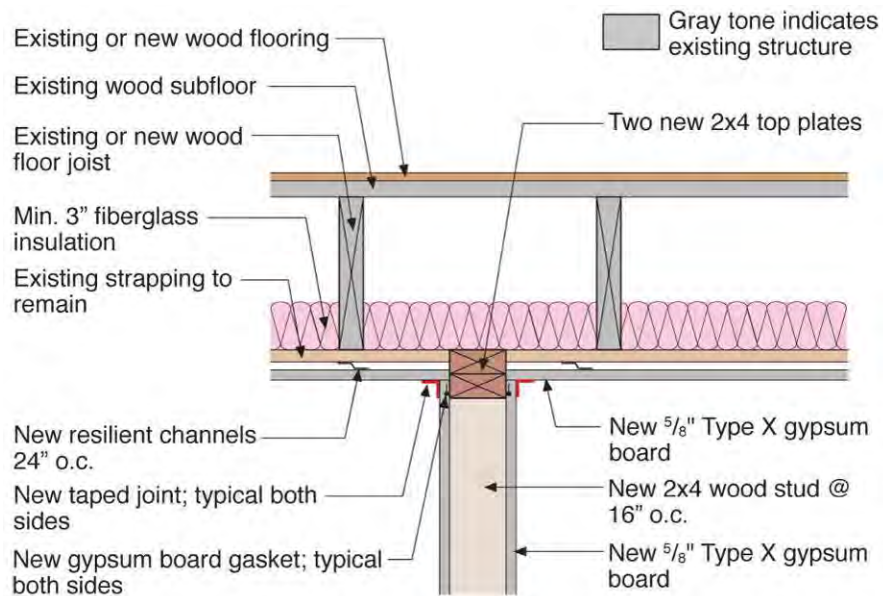 Existing or new wood flooring
Existing wood subfloor
Existing or new wood
floor joist
Min. 3” fiberglass
insulation
Existing strapping to
remain
New resilient channels
24” o.c.
New taped joint; typical both
sides
New gypsum board gasket; typical
both sides
Gray tone indicates
existing structure
Two new 2x4 top plates
New 5/8" Type X gypsum
board
New 2x4 wood stud @
16” o.c.
New 5/8" Type X gypsum
board